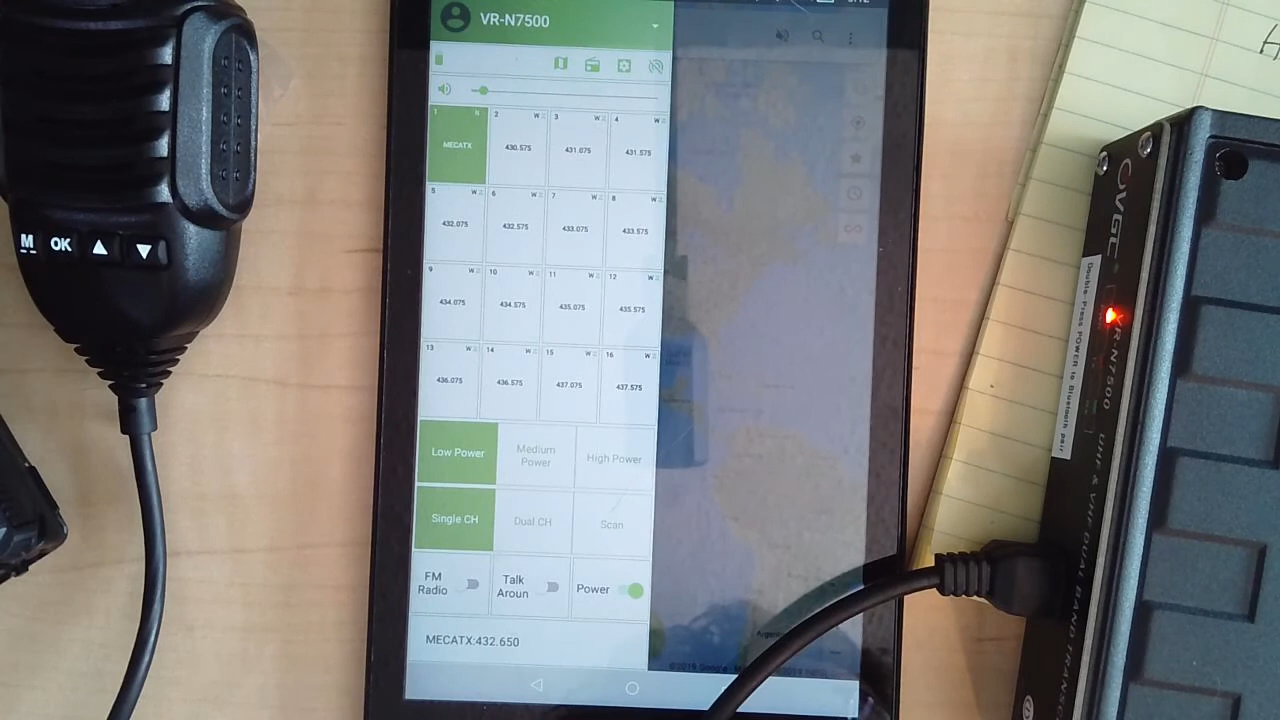 VR-N7500
1 N
MECATX
2 W
430.575
3 W
431.075
4 W
431.575
5 W
432.075
6 W
432.575
7 W
433.075
8 W
433.575
9 W
434.075
10 W
434.575
11 W
435.075
12 W
435.575
13 W
436.075
14 W
436.575
15 W
437.075
16 W
437.575
Low Power
Medium
Power
High Power
Single CH
Dual CH
Scan
FM
Radio
Talk
Aroun
Power
MECATX:432.650
©2019 Google
M
OK
VGC
VR-N7500
UHF & VHF DUAL BAND
Double-Press POWER to Bluetooth pair